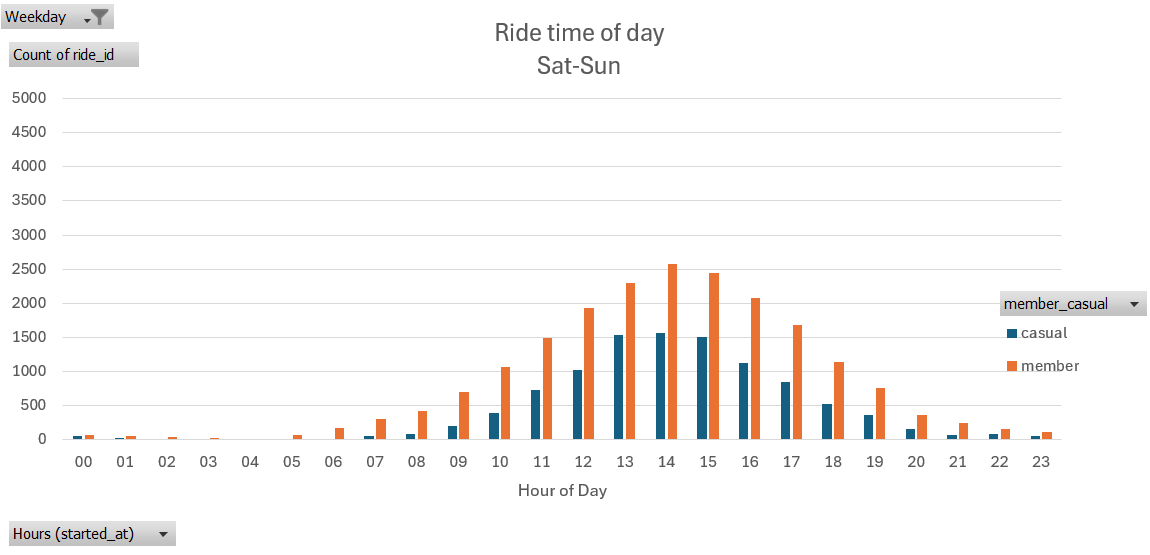 Weekday
Count of ride_id
Ride time of day
Sat-Sun
5000
4500
4000
3500
3000
2500
2000
1500
1000
500
0
00 01 02 03 04 05 06 07 08 09 10 11 12 13 14 15 16 17 18 19 20 21 22 23
Hour of Day
member_casual
casual
member
Hours (started_at)